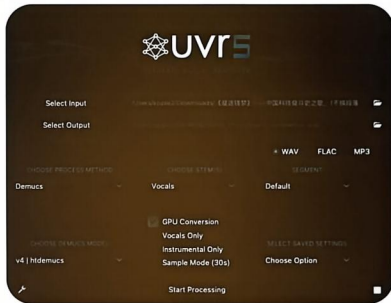 uvr5
Select Input
Select Output
WAV FLAC MP3
CHOOSE PROCESS METHOD CHOOSE STEM(S) SEGMENT
Demucs Vocals Default
GPU Conversion
Vocals Only
Instrumental Only
Sample Mode (30s)
CHOOSE DEMUCS MODEL SELECT SAVED SETTINGS
v4 | htdemucs Choose Option
Start Processing